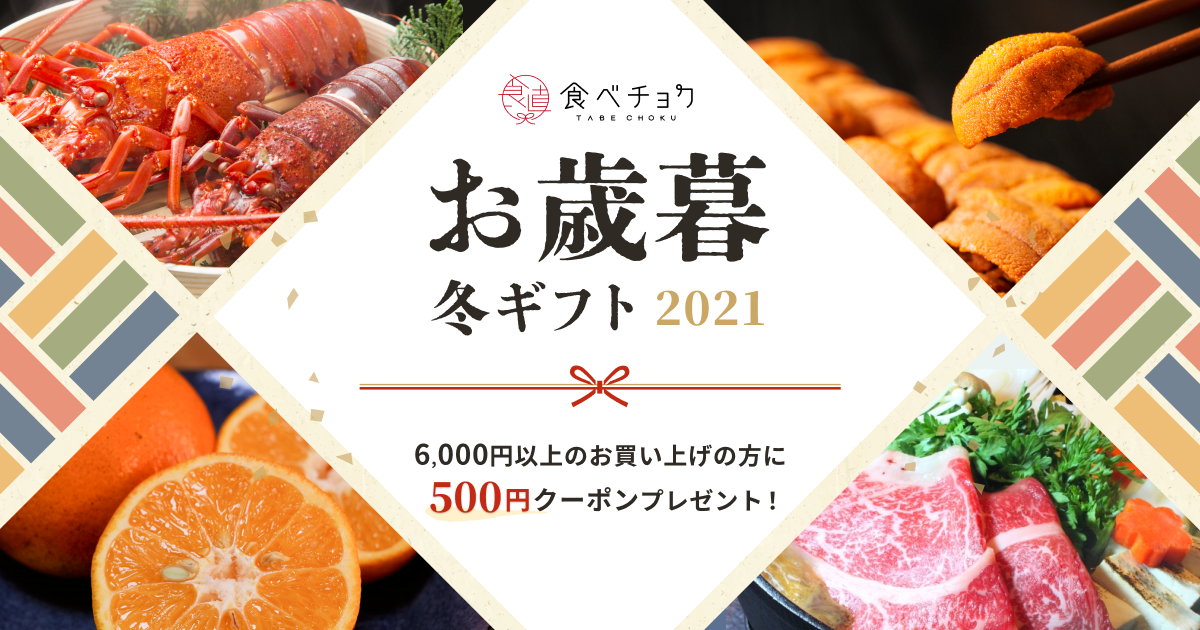 食直
食べチョク
TABE CHOKU
お歳暮
冬ギフト 2021
6,000円以上のお買い上げの方に
500円クーポンプレゼント!